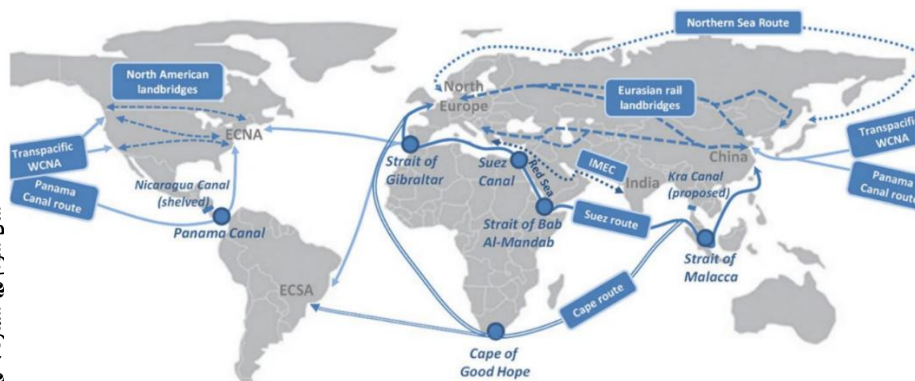 Northern Sea Route
North American
landbridges
North
Europe
Eurasian rail
landbridges
ECNA
Transpacific
WCNA
Transpacific
WCNA
Strait of
Gibraltar
Suez
Canal
Red Sea
IMEC
China
India
Kra Canal
(proposed)
Panama
Canal route
Panama
Canal route
Nicaragua Canal
(shelved)
Panama Canal
Strait of Bab
Al-Mandab
Suez route
Strait of
Malacca
ECSA
Cape route
Cape of
Good Hope